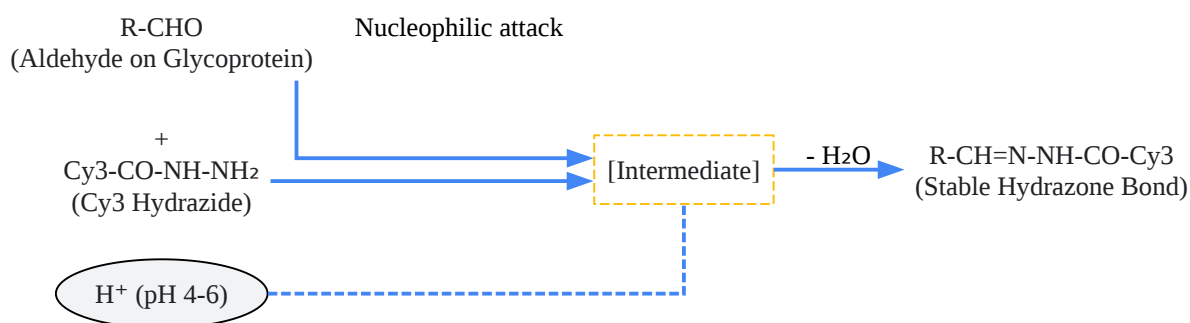 R-CHO
(Aldehyde on Glycoprotein)
Nucleophilic attack
+
Cy3-CO-NH-NH₂
(Cy3 Hydrazide)
[Intermediate]
- H₂O
R-CH=N-NH-CO-Cy3
(Stable Hydrazone Bond)
H⁺ (pH 4-6)